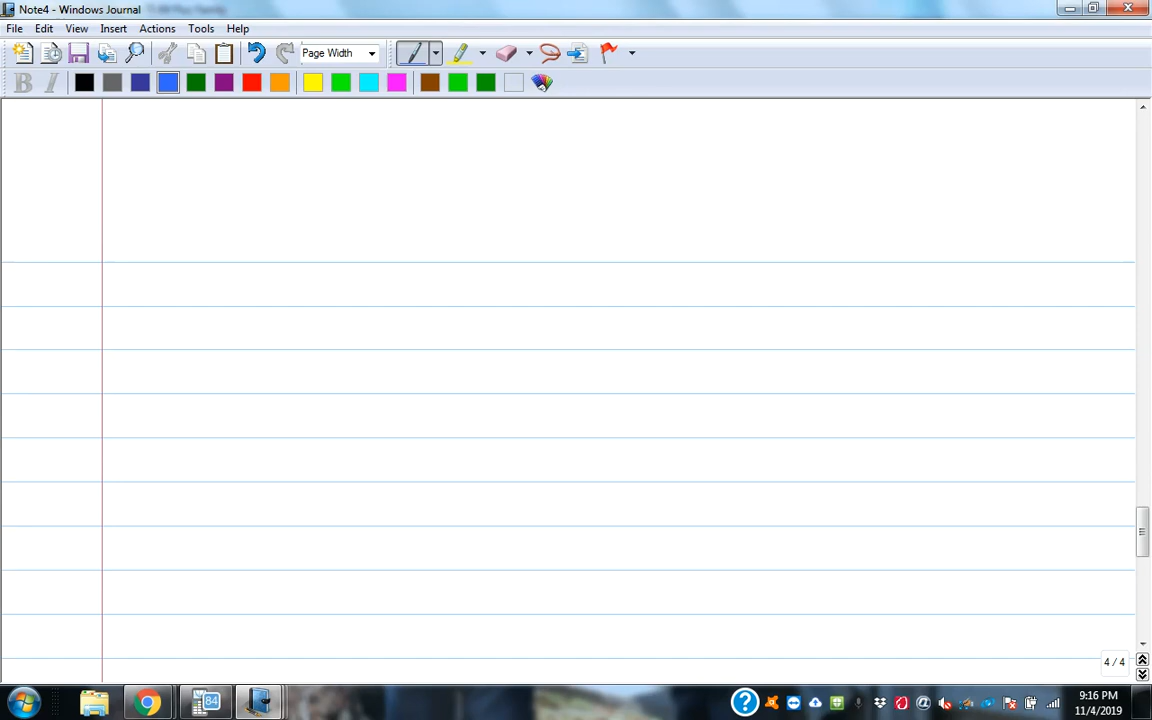 Note4 - Windows Journal
File Edit View Insert Actions Tools Help
Page Width
B I
4 / 4
84
9:16 PM
11/4/2019